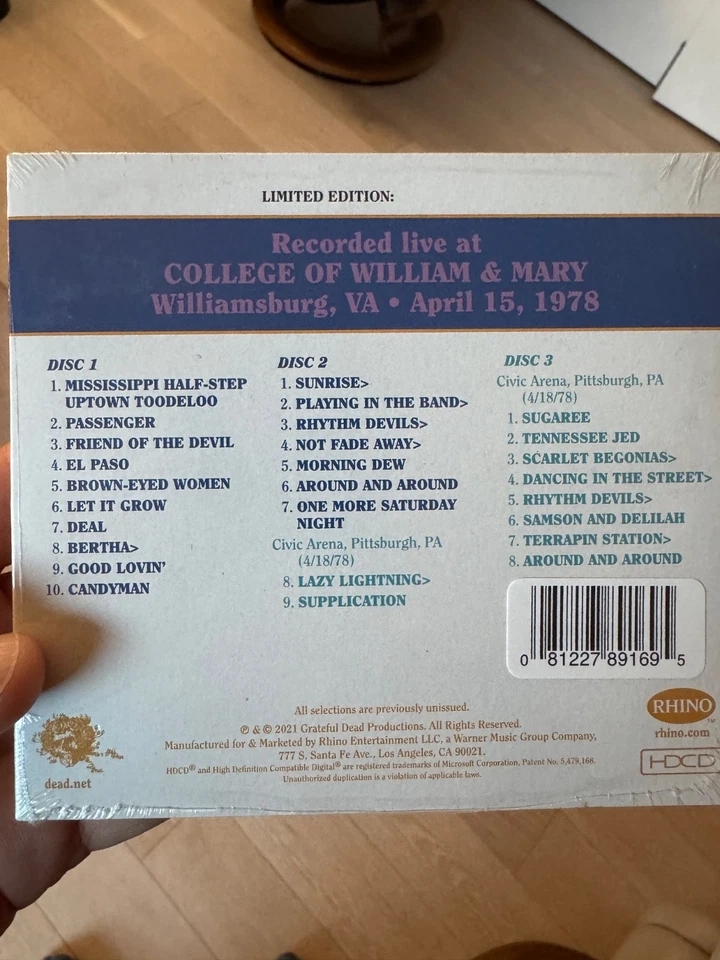 LIMITED EDITION:
Recorded live at
COLLEGE OF WILLIAM & MARY
Williamsburg, VA • April 15, 1978
DISC 1
1. MISSISSIPPI HALF-STEP
UPTOWN TOODELOO
2. PASSENGER
3. FRIEND OF THE DEVIL
4. EL PASO
5. BROWN-EYED WOMEN
6. LET IT GROW
7. DEAL
8. BERTHA>
9. GOOD LOVIN'
10. CANDYMAN
DISC 2
1. SUNRISE>
2. PLAYING IN THE BAND>
3. RHYTHM DEVILS>
4. NOT FADE AWAY>
5. MORNING DEW
6. AROUND AND AROUND
7. ONE MORE SATURDAY
NIGHT
Civic Arena, Pittsburgh, PA
(4/18/78)
8. LAZY LIGHTNING>
9. SUPPLICATION
DISC 3
Civic Arena, Pittsburgh, PA
(4/18/78)
1. SUGAREE
2. TENNESSEE JED
3. SCARLET BEGONIAS>
4. DANCING IN THE STREET>
5. RHYTHM DEVILS>
6. SAMSON AND DELILAH
7. TERRAPIN STATION>
8. AROUND AND AROUND
0 81227 89169 5
All selections are previously unissued.
℗ & © 2021 Grateful Dead Productions. All Rights Reserved.
Manufactured for & Marketed by Rhino Entertainment LLC, a Warner Music Group Company,
777 S. Santa Fe Ave., Los Angeles, CA 90021.
HDCD® and High Definition Compatible Digital® are registered trademarks of Microsoft Corporation, Patent No. 5,479,168.
Unauthorized duplication is a violation of applicable laws.
dead.net
RHINO™
rhino.com
HDCD